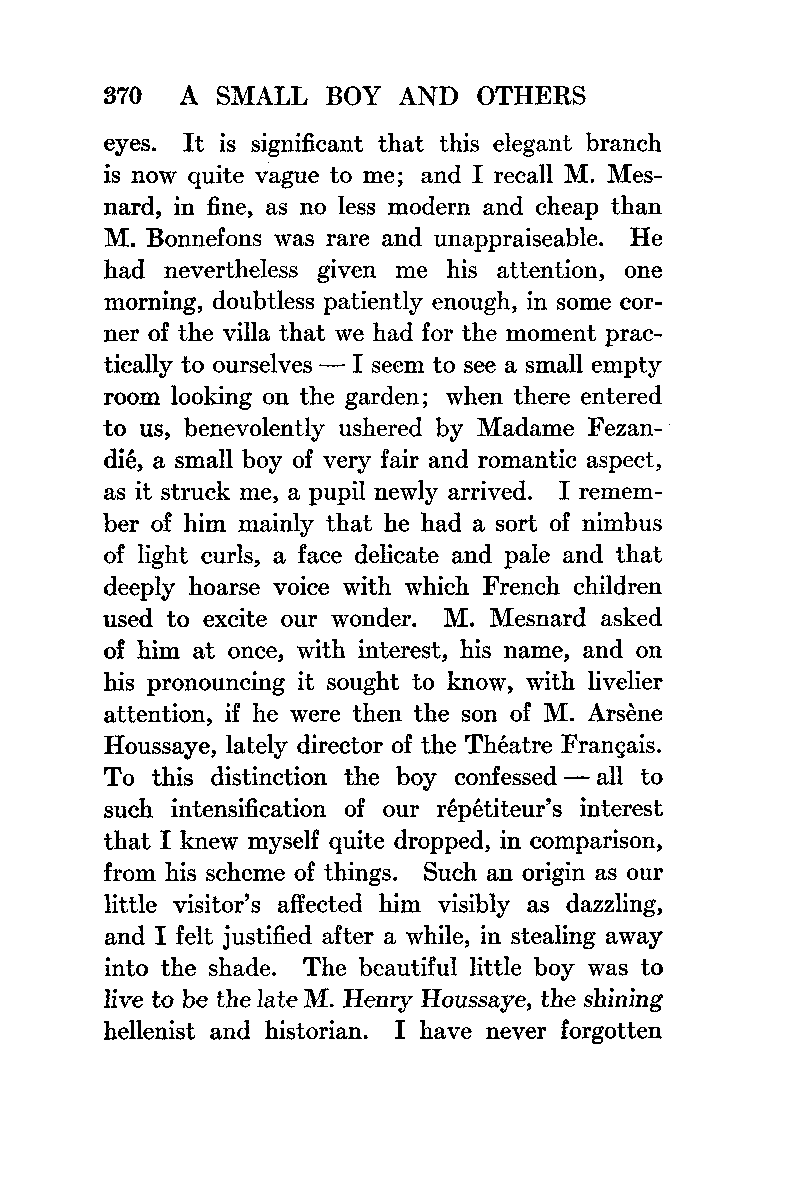 370 A SMALL BOY AND OTHERS
eyes. It is significant that this elegant branch
is now quite vague to me; and I recall M. Mes-
nard, in fine, as no less modern and cheap than
M. Bonnefons was rare and unappraiseable. He
had nevertheless given me his attention, one
morning, doubtless patiently enough, in some cor-
ner of the villa that we had for the moment prac-
tically to ourselves — I seem to see a small empty
room looking on the garden; when there entered
to us, benevolently ushered by Madame Fezan-
dié, a small boy of very fair and romantic aspect,
as it struck me, a pupil newly arrived. I remem-
ber of him mainly that he had a sort of nimbus
of light curls, a face delicate and pale and that
deeply hoarse voice with which French children
used to excite our wonder. M. Mesnard asked
of him at once, with interest, his name, and on
his pronouncing it sought to know, with livelier
attention, if he were then the son of M. Arsène
Houssaye, lately director of the Théatre Français.
To this distinction the boy confessed — all to
such intensification of our répétiteur's interest
that I knew myself quite dropped, in comparison,
from his scheme of things. Such an origin as our
little visitor's affected him visibly as dazzling,
and I felt justified after a while, in stealing away
into the shade. The beautiful little boy was to
live to be the late M. Henry Houssaye, the shining
hellenist and historian. I have never forgotten